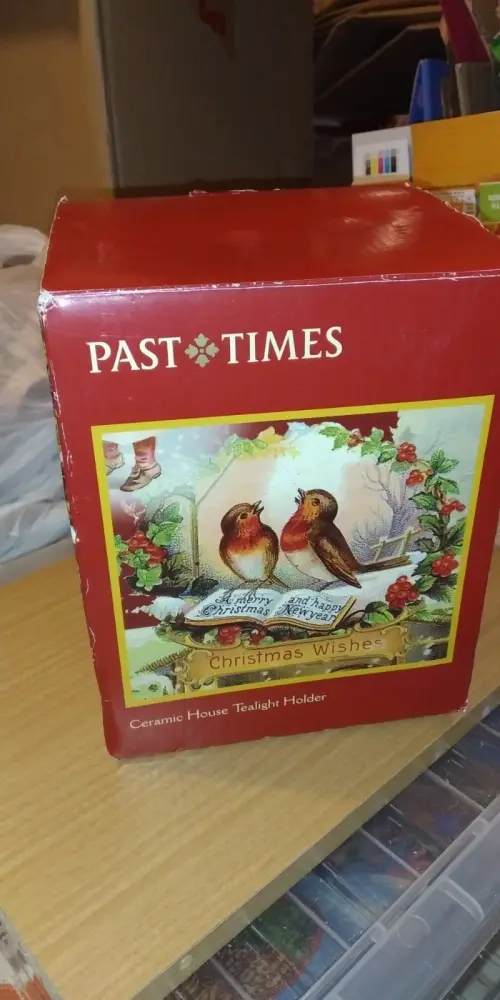 PAST TIMES
A merry
Christmas
and happy
New year
Christmas Wishes
Ceramic House Tealight Holder